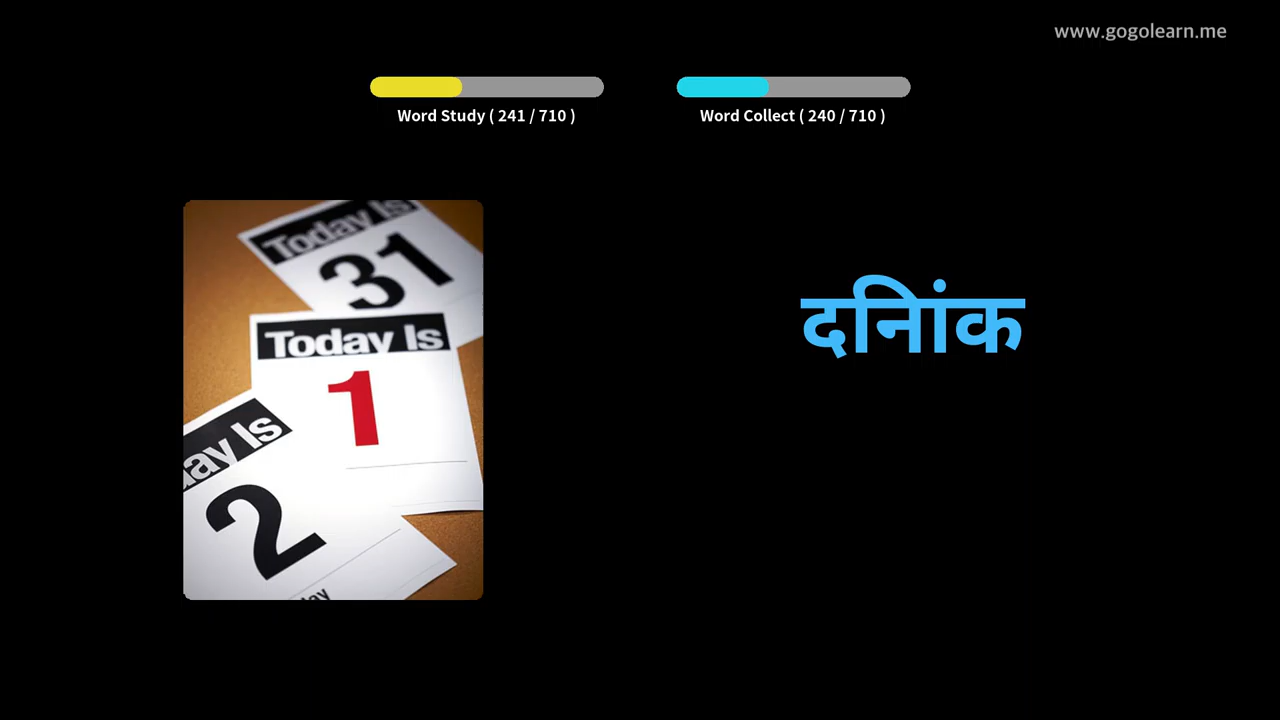 www.gogolearn.me
Word Study ( 241 / 710 )
Word Collect ( 240 / 710 )
Today Is
31
Today Is
1
day Is
2
दनिांक